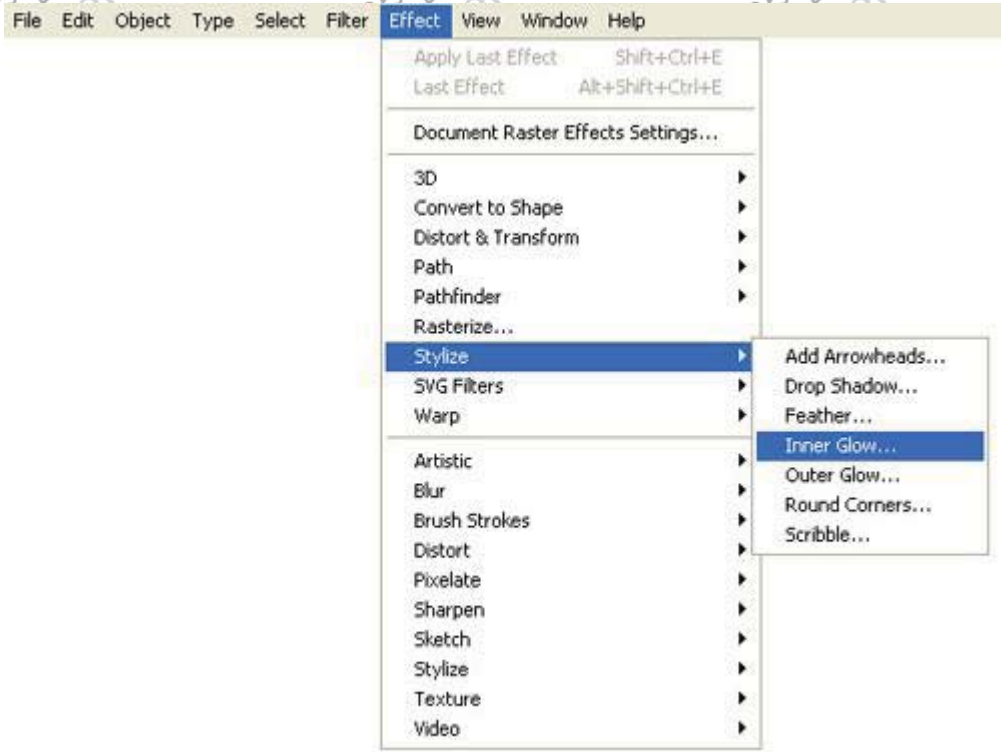 File Edit Object Type Select Filter Effect View Window Help
Apply Last Effect Shift+Ctrl+E
Last Effect Alt+Shift+Ctrl+E
Document Raster Effects Settings...
3D
Convert to Shape
Distort & Transform
Path
Pathfinder
Rasterize...
Stylize
SVG Filters
Warp
Artistic
Blur
Brush Strokes
Distort
Pixelate
Sharpen
Sketch
Stylize
Texture
Video
Add Arrowheads...
Drop Shadow...
Feather...
Inner Glow...
Outer Glow...
Round Corners...
Scribble...